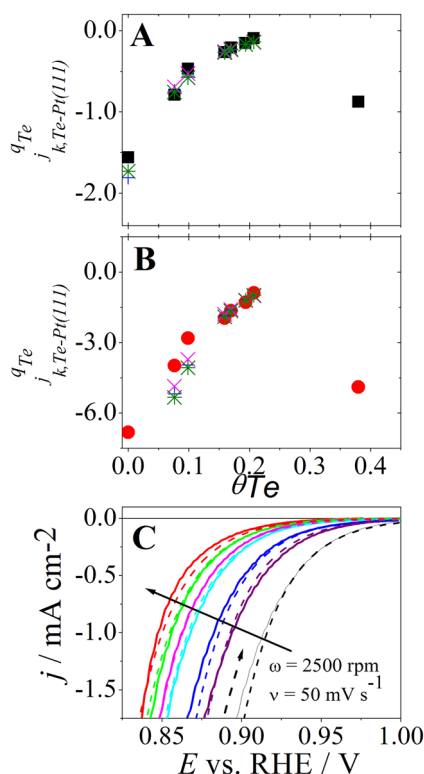 A
0.0
-1.0
-2.0
q_Te
j_k,Te-Pt(111)
B
0.0
-3.0
-6.0
q_Te
j_k,Te-Pt(111)
0.0 0.1 0.2 0.3 0.4
θTe
C
0.0
-0.5
-1.0
-1.5
j / mA cm-2
ω = 2500 rpm
ν = 50 mV s⁻¹
0.85 0.90 0.95 1.00
E vs. RHE / V